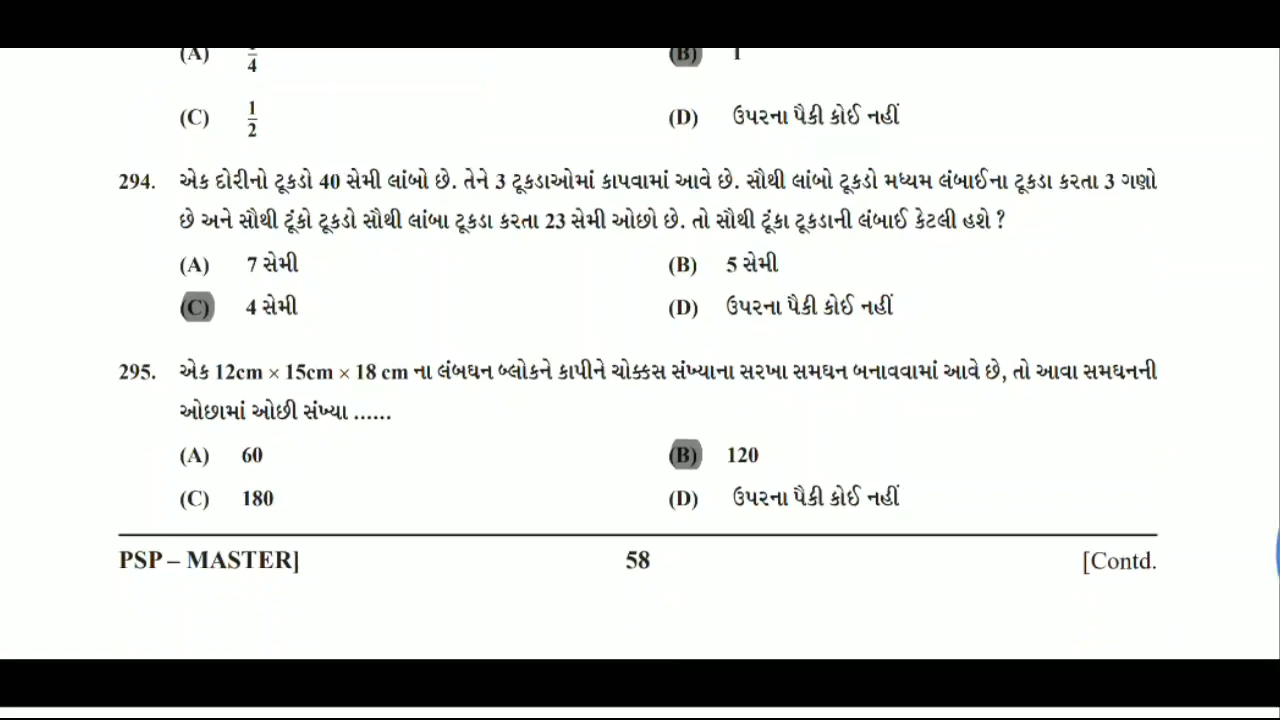 (A) 1/4 (B) 1
(C) 1/2 (D) ઉપરના પૈકી કોઈ નહીં
294. એક દોરીનો ટૂકડો 40 સેમી લાંબો છે. તેને 3 ટૂકડાઓમાં કાપવામાં આવે છે. સૌથી લાંબો ટૂકડો મધ્યમ લંબાઈના ટૂકડા કરતા 3 ગણો
છે અને સૌથી ટૂંકો ટૂકડો સૌથી લાંબા ટૂકડા કરતા 23 સેમી ઓછો છે. તો સૌથી ટૂંકા ટૂકડાની લંબાઈ કેટલી હશે ?
(A) 7 સેમી (B) 5 સેમી
(C) 4 સેમી (D) ઉપરના પૈકી કોઈ નહીં
295. એક 12cm × 15cm × 18 cm ના લંબઘન બ્લોકને કાપીને ચોક્કસ સંખ્યાના સરખા સમઘન બનાવવામાં આવે છે, તો આવા સમઘનની
ઓછામાં ઓછી સંખ્યા ......
(A) 60 (B) 120
(C) 180 (D) ઉપરના પૈકી કોઈ નહીં
PSP – MASTER] 58 [Contd.